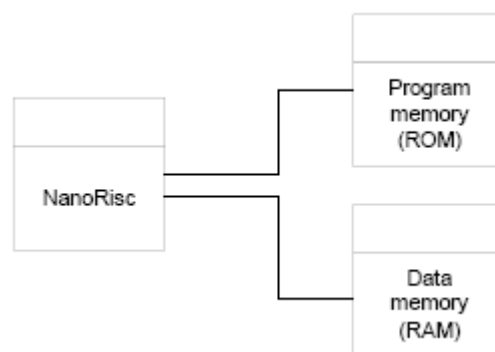 NanoRisc
Program
memory
(ROM)
Data
memory
(RAM)